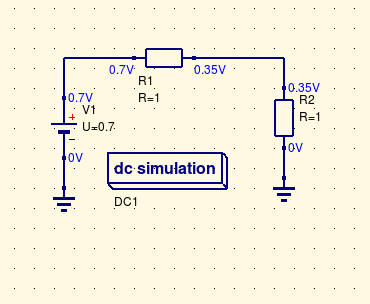 0.7V
0.35V
R1
R=1
0.7V
V1
U=0.7
0V
0.35V
R2
R=1
0V
dc simulation
DC1